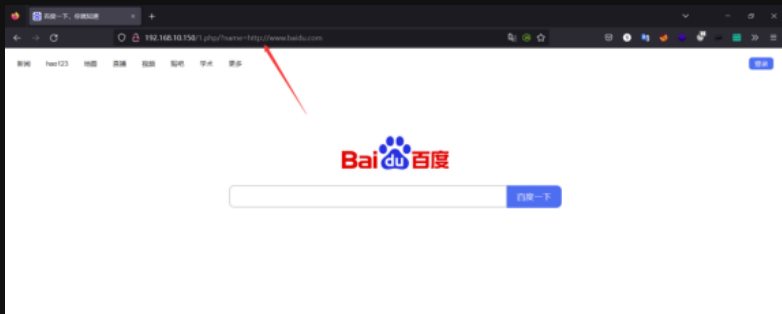 百度一下，你就知道
192.168.10.150/1.php/?name=http://www.baidu.com
新闻 hao123 地图 直播 视频 贴吧 学术 更多 登录
Bai du 百度
百度一下